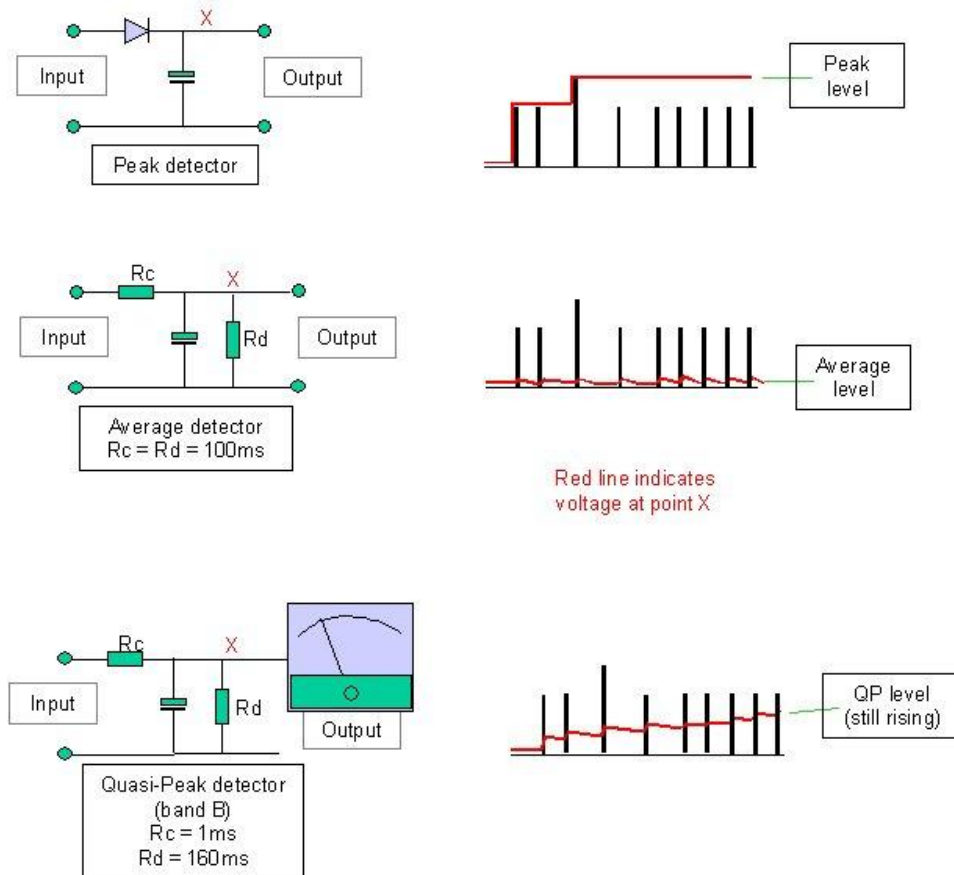 X
Input
Output
Peak detector
Peak
level
Rc
X
Input
Rd
Output
Average detector
Rc = Rd = 100ms
Average
level
Red line indicates
voltage at point X
Rc
X
Input
Rd
Output
Quasi-Peak detector
(band B)
Rc = 1ms
Rd = 160ms
QP level
(still rising)